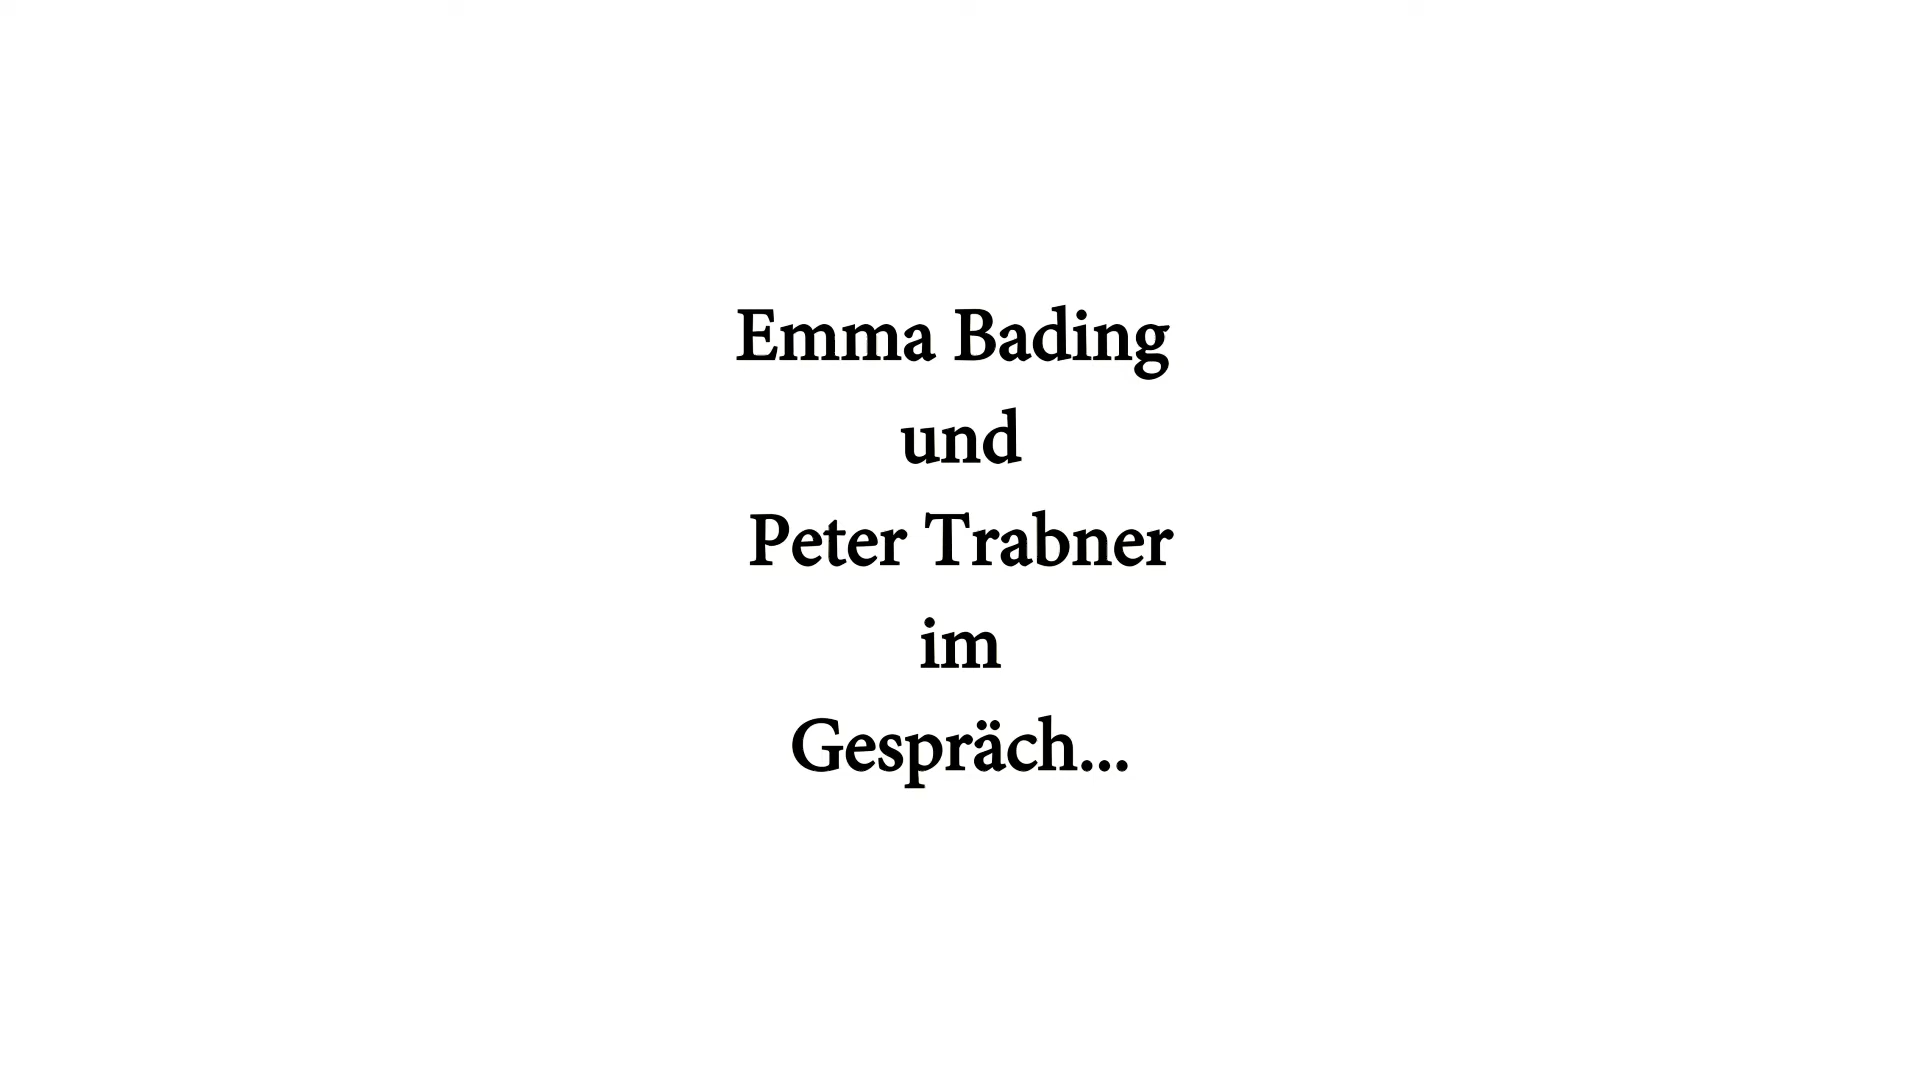 Emma Bading
und
Peter Trabner
im
Gespräch...